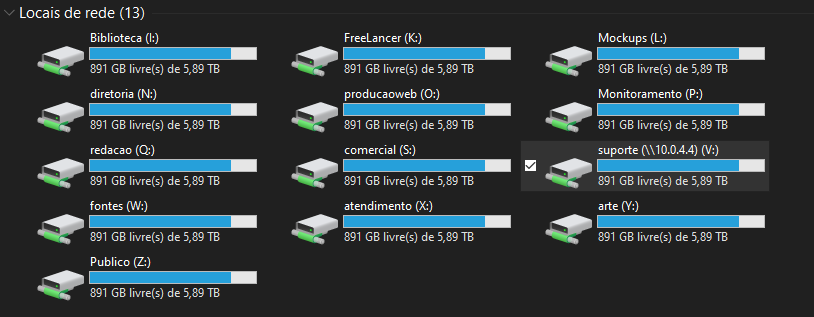 Locais de rede (13)
Biblioteca (I:)
891 GB livre(s) de 5,89 TB
FreeLancer (K:)
891 GB livre(s) de 5,89 TB
Mockups (L:)
891 GB livre(s) de 5,89 TB
diretoria (N:)
891 GB livre(s) de 5,89 TB
producaoweb (O:)
891 GB livre(s) de 5,89 TB
Monitoramento (P:)
891 GB livre(s) de 5,89 TB
redacao (Q:)
891 GB livre(s) de 5,89 TB
comercial (S:)
891 GB livre(s) de 5,89 TB
suporte (\\10.0.4.4) (V:)
891 GB livre(s) de 5,89 TB
fontes (W:)
891 GB livre(s) de 5,89 TB
atendimento (X:)
891 GB livre(s) de 5,89 TB
arte (Y:)
891 GB livre(s) de 5,89 TB
Publico (Z:)
891 GB livre(s) de 5,89 TB